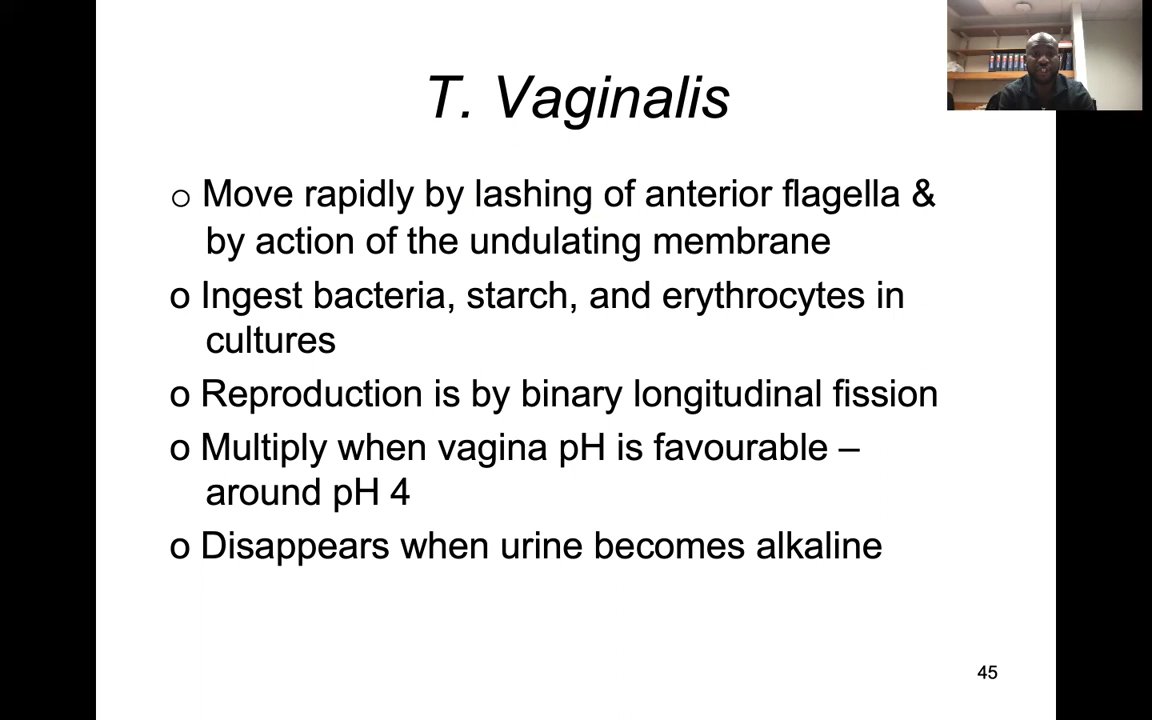 T. Vaginalis
o Move rapidly by lashing of anterior flagella &
by action of the undulating membrane
o Ingest bacteria, starch, and erythrocytes in
cultures
o Reproduction is by binary longitudinal fission
o Multiply when vagina pH is favourable –
around pH 4
o Disappears when urine becomes alkaline
45